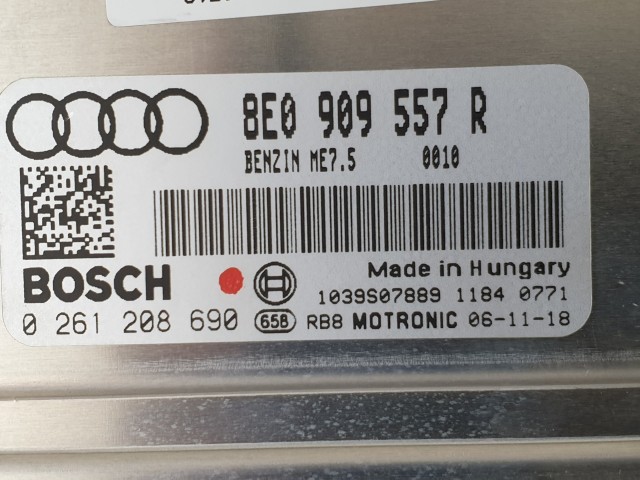 8E0 909 557 R
BENZIN ME7.5 0010
BOSCH
Made in Hungary
1039S07889 1184 0771
0 261 208 690 658 RB8 MOTRONIC 06-11-18